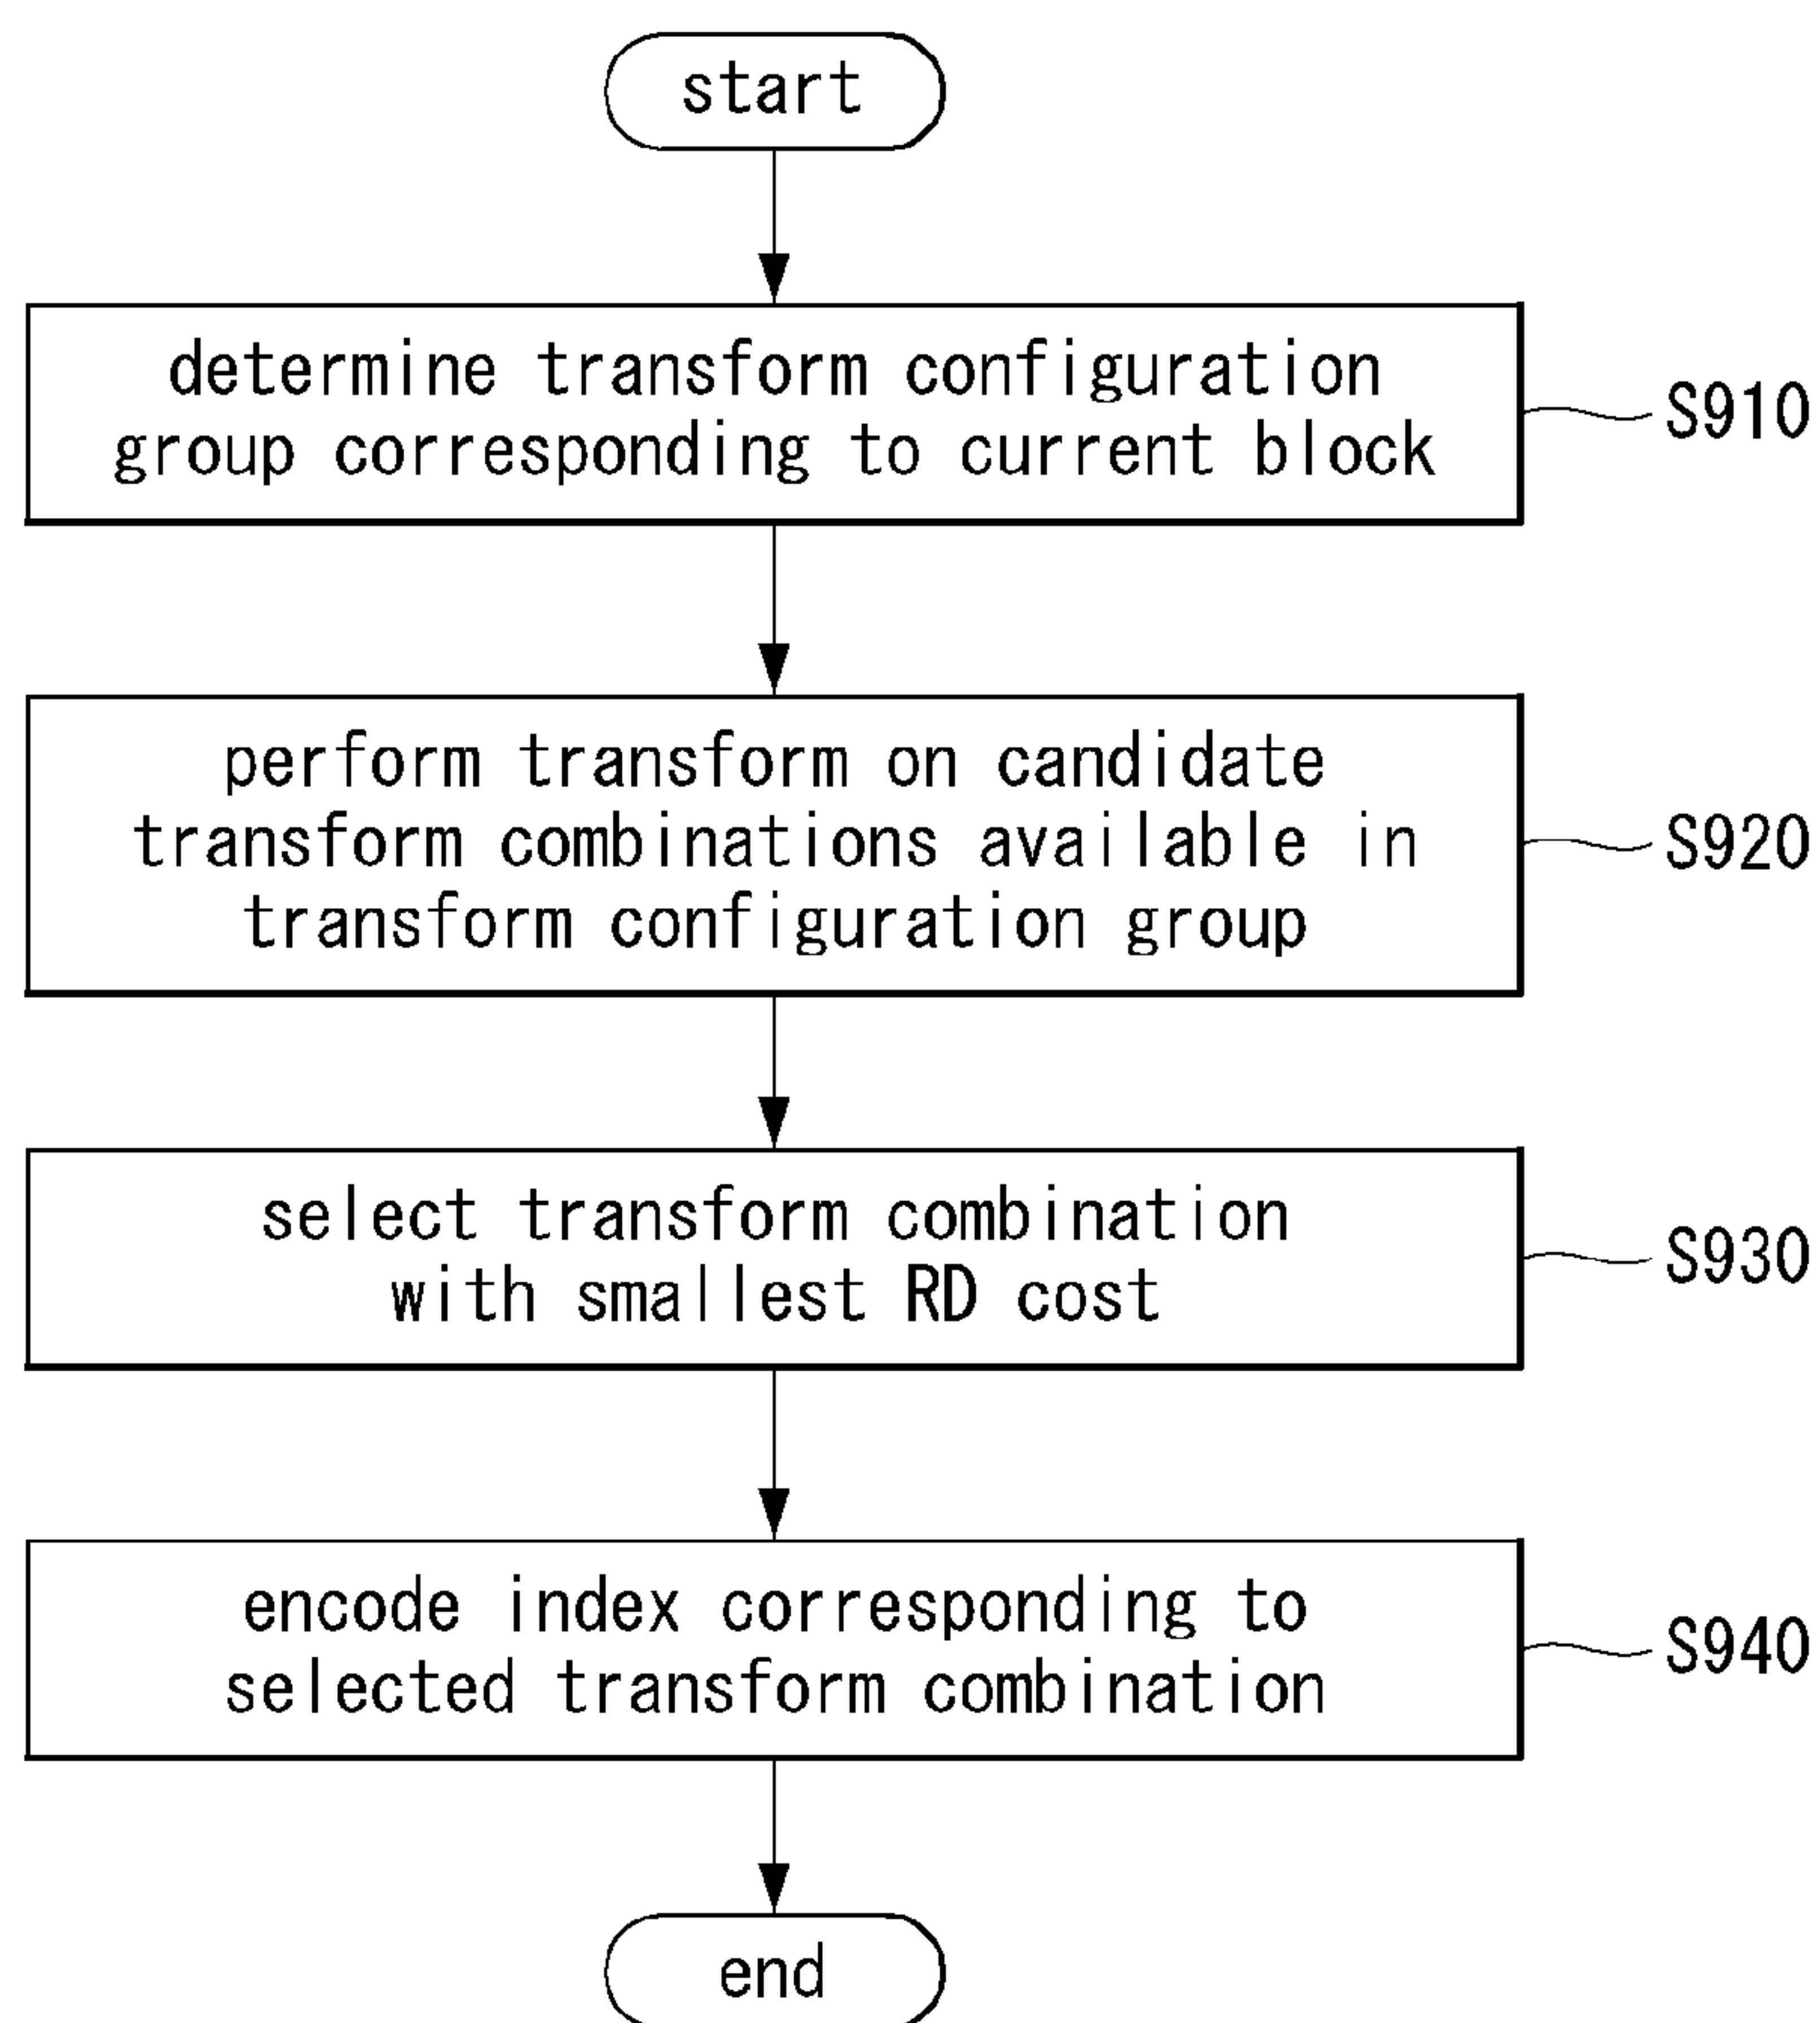 start
determine transform configuration
group corresponding to current block
S910
perform transform on candidate
transform combinations available in
transform configuration group
S920
select transform combination
with smallest RD cost
S930
encode index corresponding to
selected transform combination
S940
end